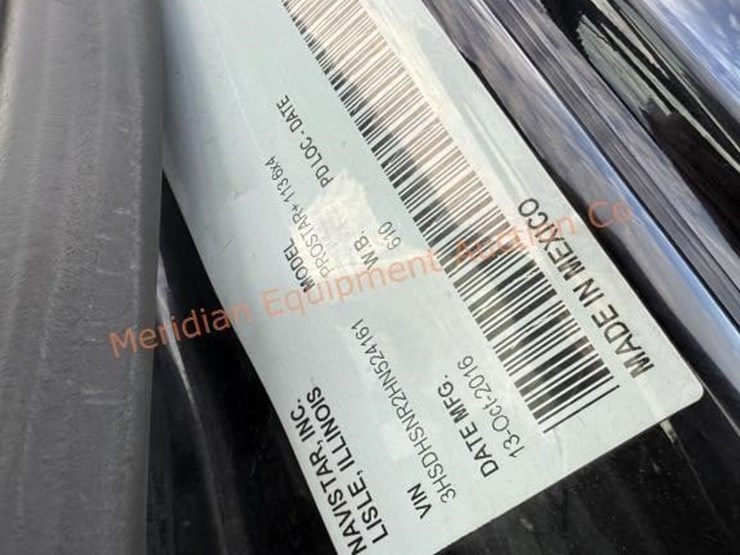 NAVISTAR, INC.
LISLE, ILLINOIS
VIN
3HSDHSNR2HN524161
DATE MFG.
13-Oct-2016
MODEL
PROSTAR+ 113 6x4
W.B.
610
PD LOC - DATE
MADE IN MEXICO
Meridian Equipment Auction Co